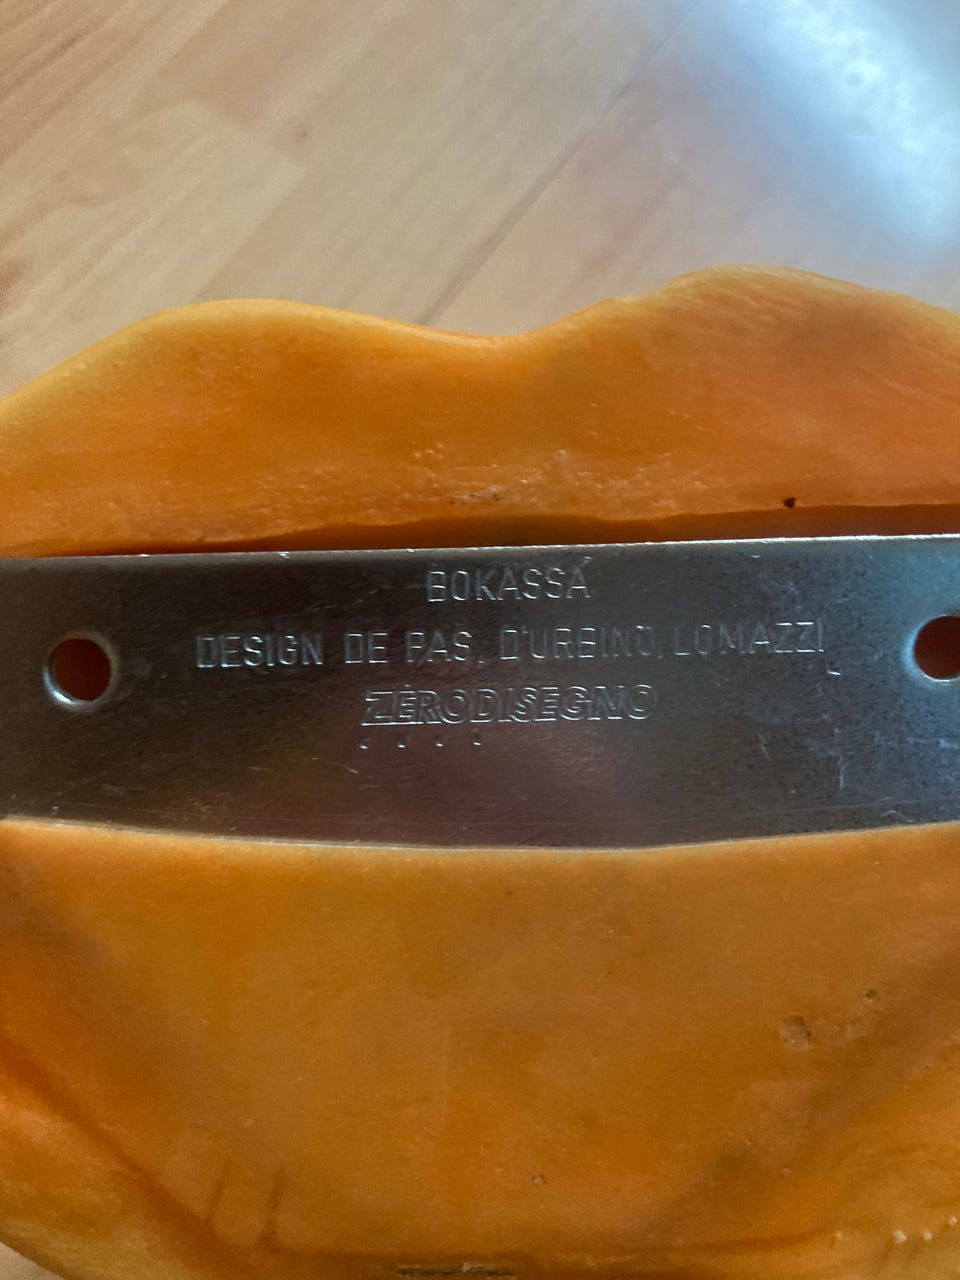 BOKASSA
DESIGN DE PAS, D'URBINO, LOMAZZI
ZERODISEGNO